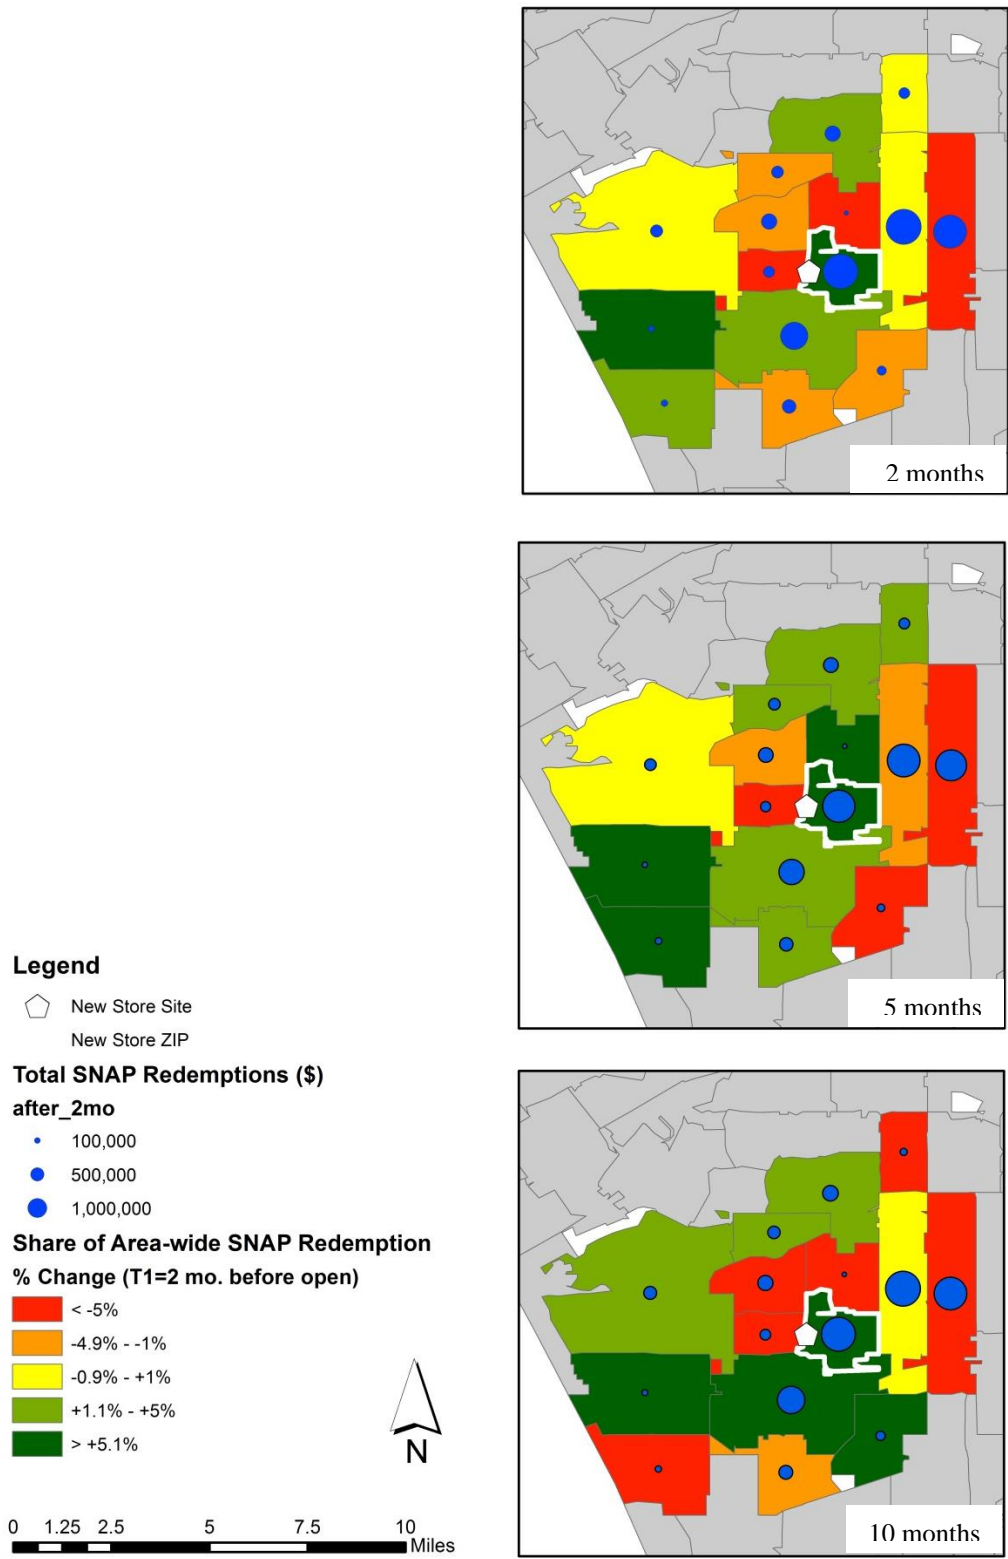 2 months
5 months
Legend
New Store Site
New Store ZIP
Total SNAP Redemptions ($)
after_2mo
100,000
500,000
1,000,000
Share of Area-wide SNAP Redemption
% Change (T1=2 mo. before open)
< -5%
-4.9% - -1%
-0.9% - +1%
+1.1% - +5%
> +5.1%
N
0 1.25 2.5 5 7.5 10
Miles
10 months